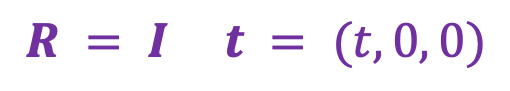 R = I t = (t, 0, 0)